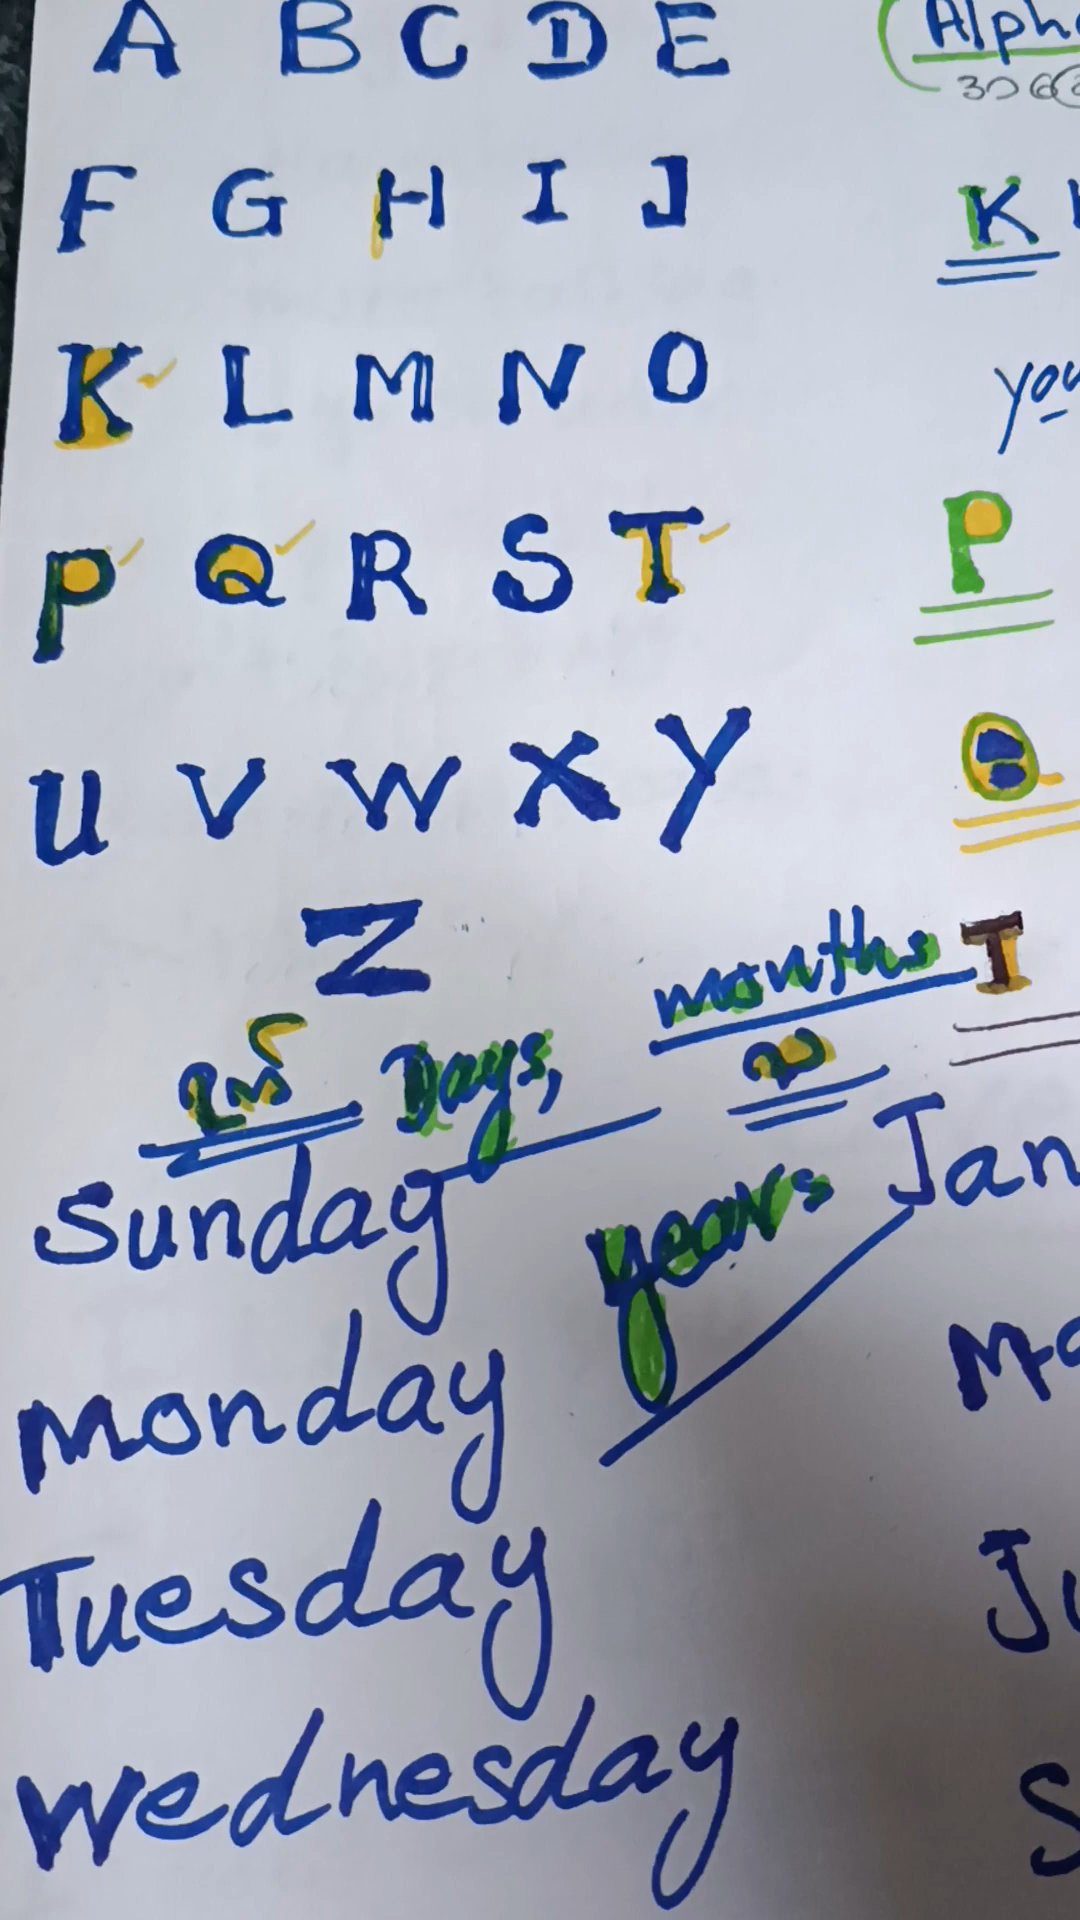 A B C D E
F G H I J
K L M N O
P Q R S T
U V W X Y
Z
K
P
Q
T
Days,
months
years
Sunday
monday
Tuesday
Wednesday
Jan